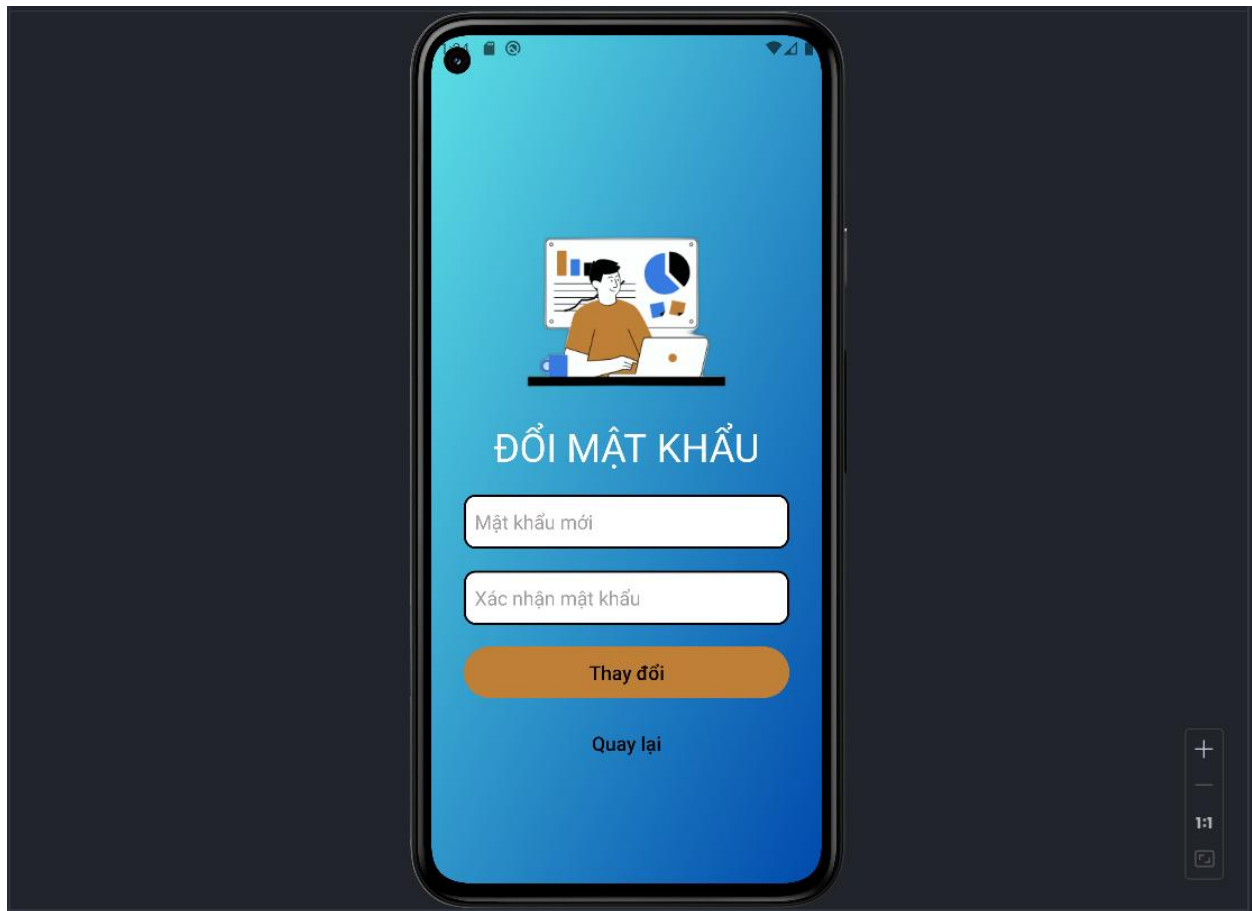 ĐỔI MẬT KHẨU
Mật khẩu mới
Xác nhận mật khẩu
Thay đổi
Quay lại
1:1